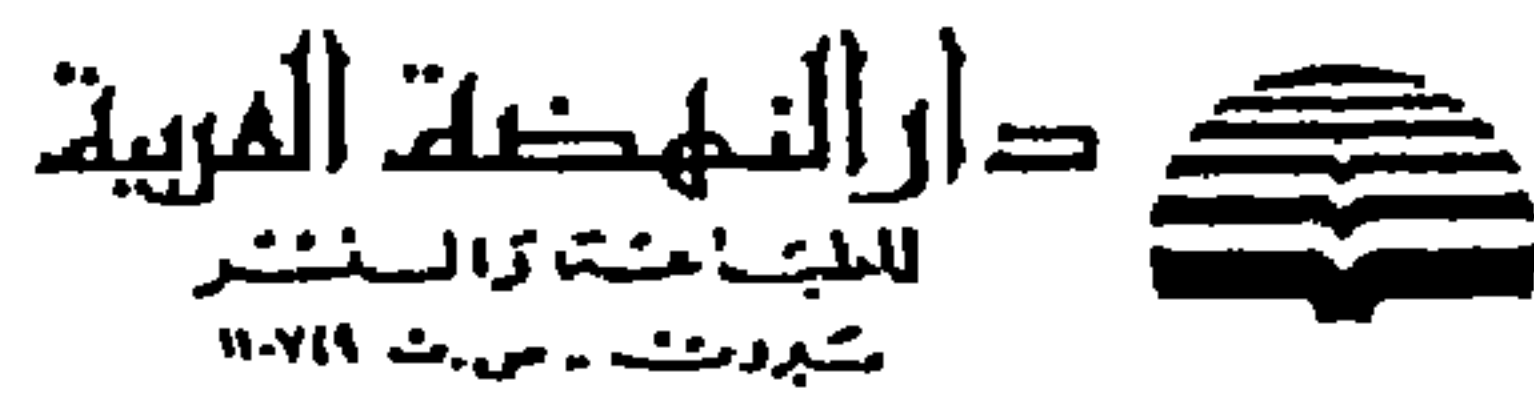 دار النهضة العربية
للطباعة والنشر
بيروت - ص.ب ٧٤٩-١١